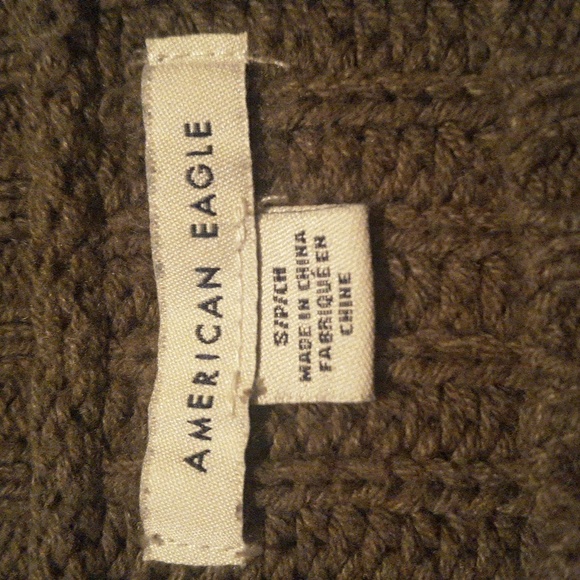 AMERICAN EAGLE
S/P/CH
MADE IN CHINA
FABRIQUÉ EN
CHINE